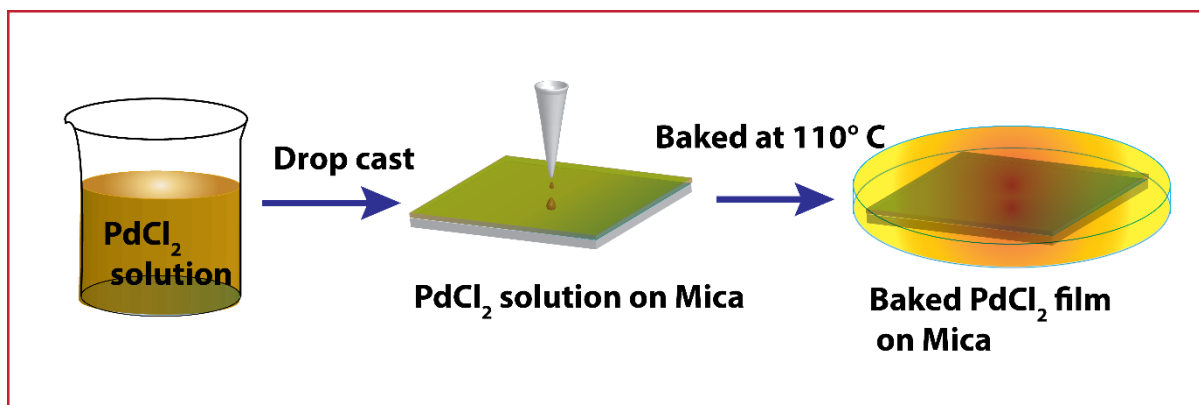 PdCl₂
solution
Drop cast
PdCl₂ solution on Mica
Baked at 110° C
Baked PdCl₂ film
on Mica